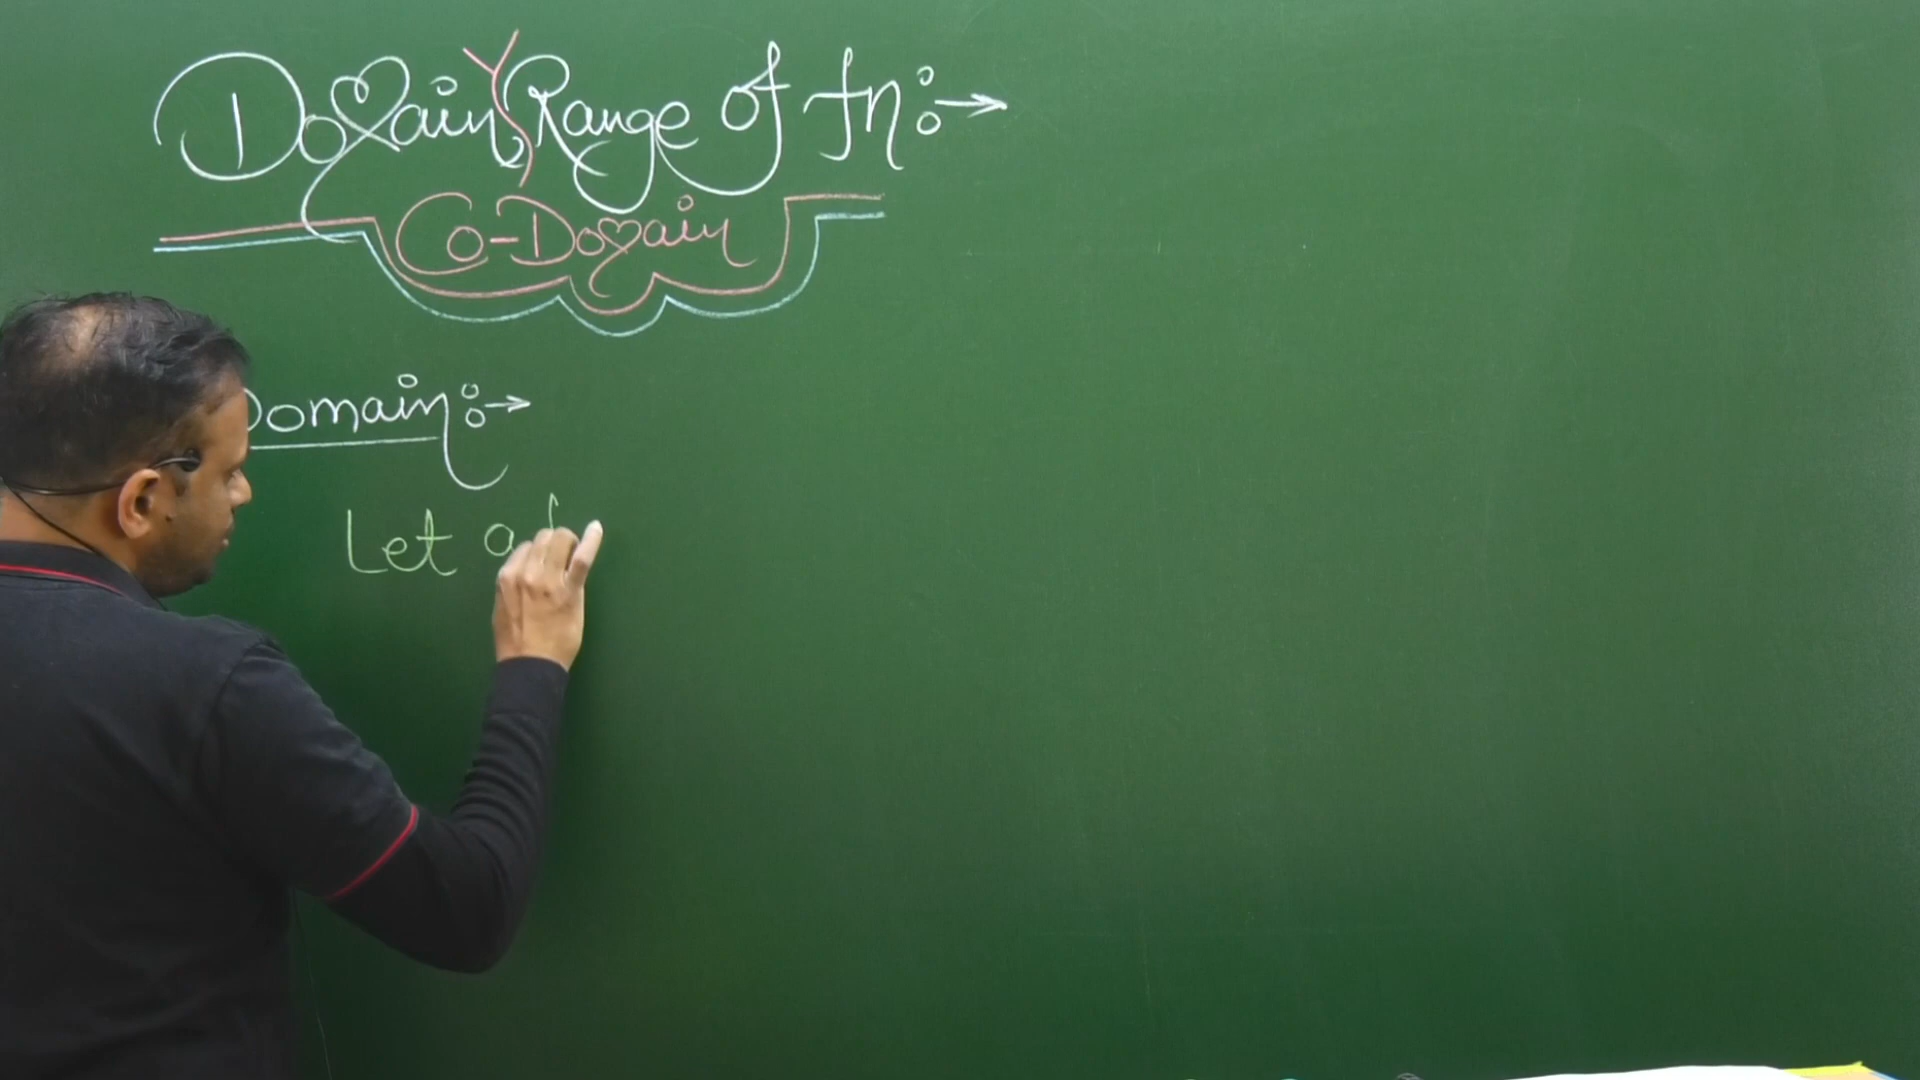 Domain Range of fn:→
Co-Domain
Domain:→
Let a